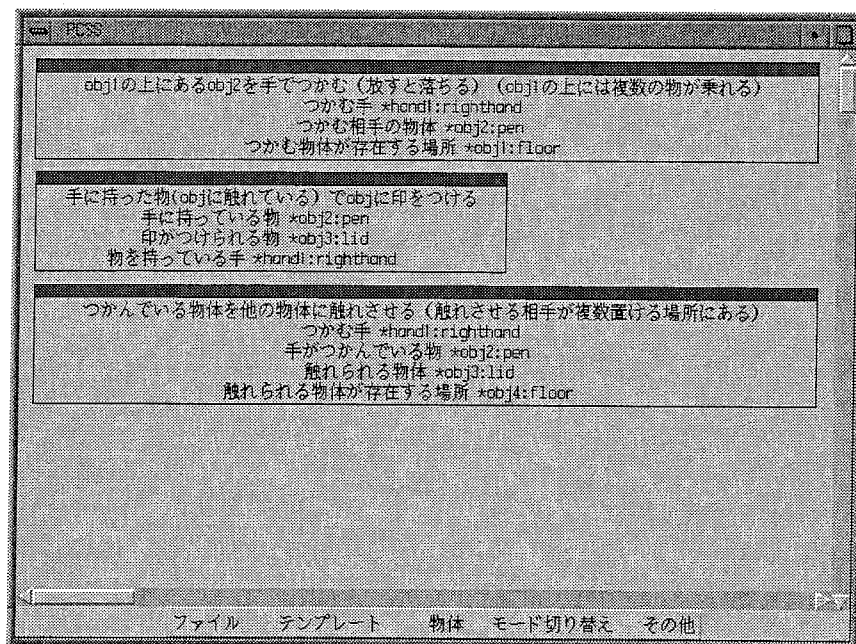 PCSS
obj1の上にあるobj2を手でつかむ（放すと落ちる）（obj1の上には複数の物が乗れる）
つかむ手 *hand1:righthand
つかむ相手の物体 *obj2:pen
つかむ物体が存在する場所 *obj1:floor
手に持った物(objに触れている）でobjに印をつける
手に持っている物 *obj2:pen
印がつけられる物 *obj3:lid
物を持っている手 *hand1:righthand
つかんでいる物体を他の物体に触れさせる（触れさせる相手が複数置ける場所にある）
つかむ手 *hand1:righthand
手がつかんでいる物 *obj2:pen
触れられる物体 *obj3:lid
触れられる物体が存在する場所 *obj4:floor
ファイル テンプレート 物体 モード切り替え その他